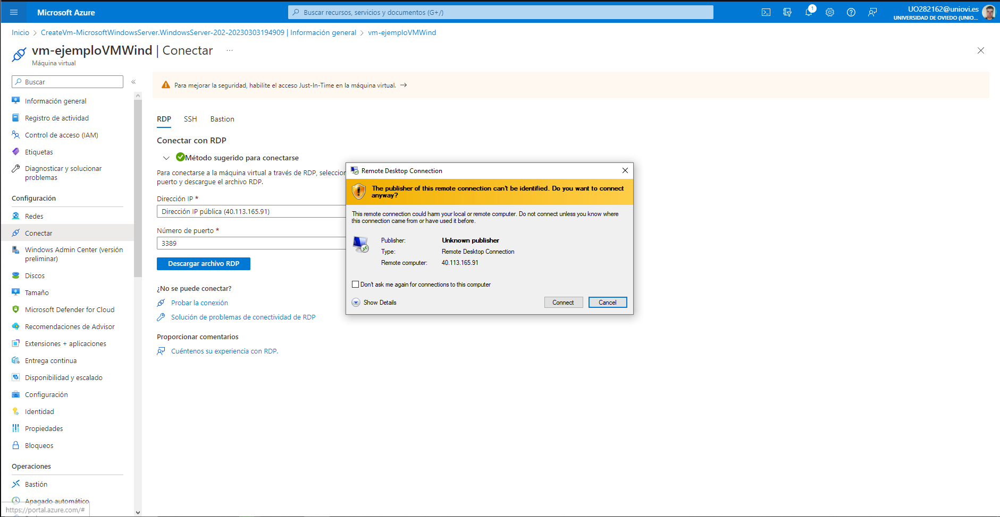 Microsoft Azure
Buscar recursos, servicios y documentos (G+/)
1
UO282162@uniovi.es
UNIVERSIDAD DE OVIEDO (UNIO...
Inicio > CreateVm-MicrosoftWindowsServer.WindowsServer-202-20230303194909 | Información general > vm-ejemploVMWind
vm-ejemploVMWind | Conectar ...
Máquina virtual
Buscar
«
Información general
Registro de actividad
Control de acceso (IAM)
Etiquetas
Diagnosticar y solucionar
problemas
Configuración
Redes
Conectar
Windows Admin Center (versión
preliminar)
Discos
Tamaño
Microsoft Defender for Cloud
Recomendaciones de Advisor
Extensiones + aplicaciones
Entrega continua
Disponibilidad y escalado
Configuración
Identidad
Propiedades
Bloqueos
Operaciones
Bastión
Apagado automático
https://portal.azure.com/#
Para mejorar la seguridad, habilite el acceso Just-In-Time en la máquina virtual. →
RDP SSH Bastion
Conectar con RDP
Método sugerido para conectarse
Para conectarse a la máquina virtual a través de RDP, seleccion
puerto y descargue el archivo RDP.
Dirección IP *
Dirección IP pública (40.113.165.91)
Número de puerto *
3389
Descargar archivo RDP
¿No se puede conectar?
Probar la conexión
Solución de problemas de conectividad de RDP
Proporcionar comentarios
Cuéntenos su experiencia con RDP.
Remote Desktop Connection
The publisher of this remote connection can't be identified. Do you want to connect
anyway?
This remote connection could harm your local or remote computer. Do not connect unless you know where
this connection came from or have used it before.
Publisher: Unknown publisher
Type: Remote Desktop Connection
Remote computer: 40.113.165.91
Don't ask me again for connections to this computer
Show Details
Connect
Cancel